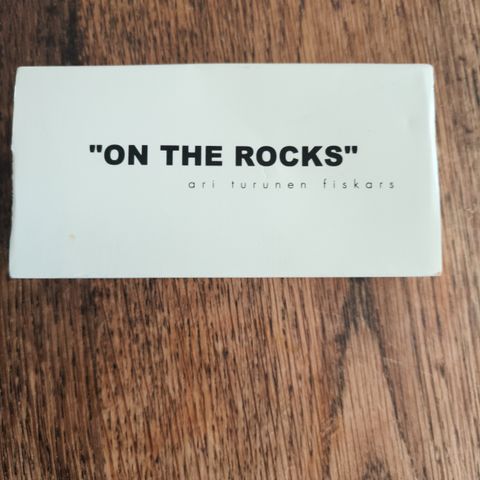 "ON THE ROCKS"
ari turunen fiskars